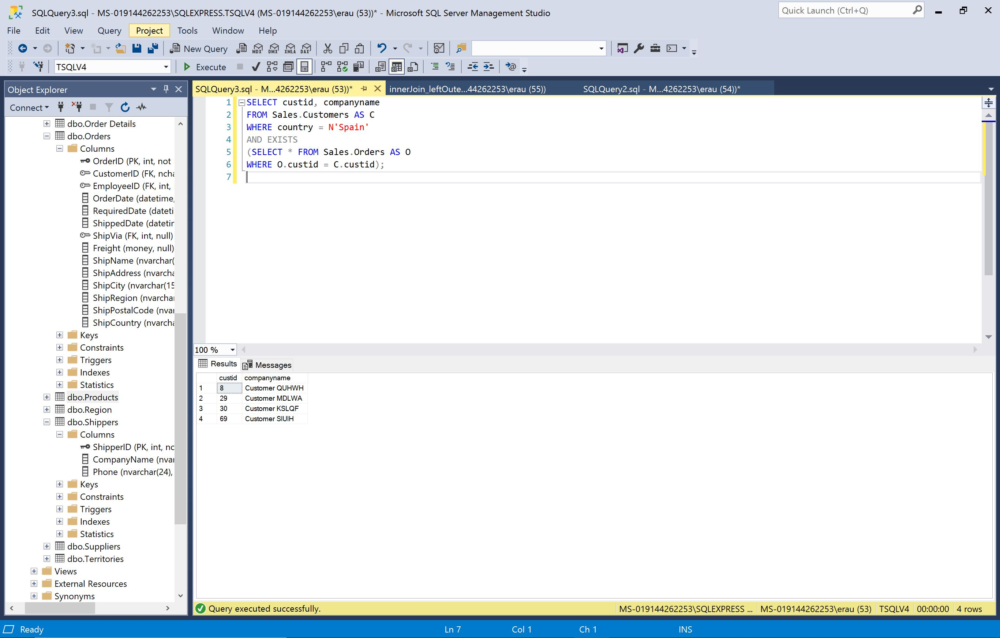 SQLQuery3.sql - MS-019144262253\SQLEXPRESS.TSQLV4 (MS-019144262253\erau (53))* - Microsoft SQL Server Management Studio
Quick Launch (Ctrl+Q)
File Edit View Query Project Tools Window Help
New Query MDX DMX XMLA DAX
TSQLV4 Execute
Object Explorer
Connect
dbo.Order Details
dbo.Orders
Columns
OrderID (PK, int, not
CustomerID (FK, ncha
EmployeeID (FK, int,
OrderDate (datetime,
RequiredDate (dateti
ShippedDate (datetin
ShipVia (FK, int, null)
Freight (money, null)
ShipName (nvarchar(
ShipAddress (nvarcha
ShipCity (nvarchar(15
ShipRegion (nvarchar
ShipPostalCode (nvar
ShipCountry (nvarcha
Keys
Constraints
Triggers
Indexes
Statistics
dbo.Products
dbo.Region
dbo.Shippers
Columns
ShipperID (PK, int, no
CompanyName (nvar
Phone (nvarchar(24),
Keys
Constraints
Triggers
Indexes
Statistics
dbo.Suppliers
dbo.Territories
Views
External Resources
Synonyms
SQLQuery3.sql - M...4262253\erau (53))* innerJoin_leftOute...44262253\erau (55)) SQLQuery2.sql - M...4262253\erau (54))*
1 SELECT custid, companyname
2 FROM Sales.Customers AS C
3 WHERE country = N'Spain'
4 AND EXISTS
5 (SELECT * FROM Sales.Orders AS O
6 WHERE O.custid = C.custid);
7
100 %
Results Messages
custid companyname
1 8 Customer QUHWH
2 29 Customer MDLWA
3 30 Customer KSLQF
4 69 Customer SIUIH
Query executed successfully. MS-019144262253\SQLEXPRESS ... MS-019144262253\erau (53) TSQLV4 00:00:00 4 rows
Ready Ln 7 Col 1 Ch 1 INS